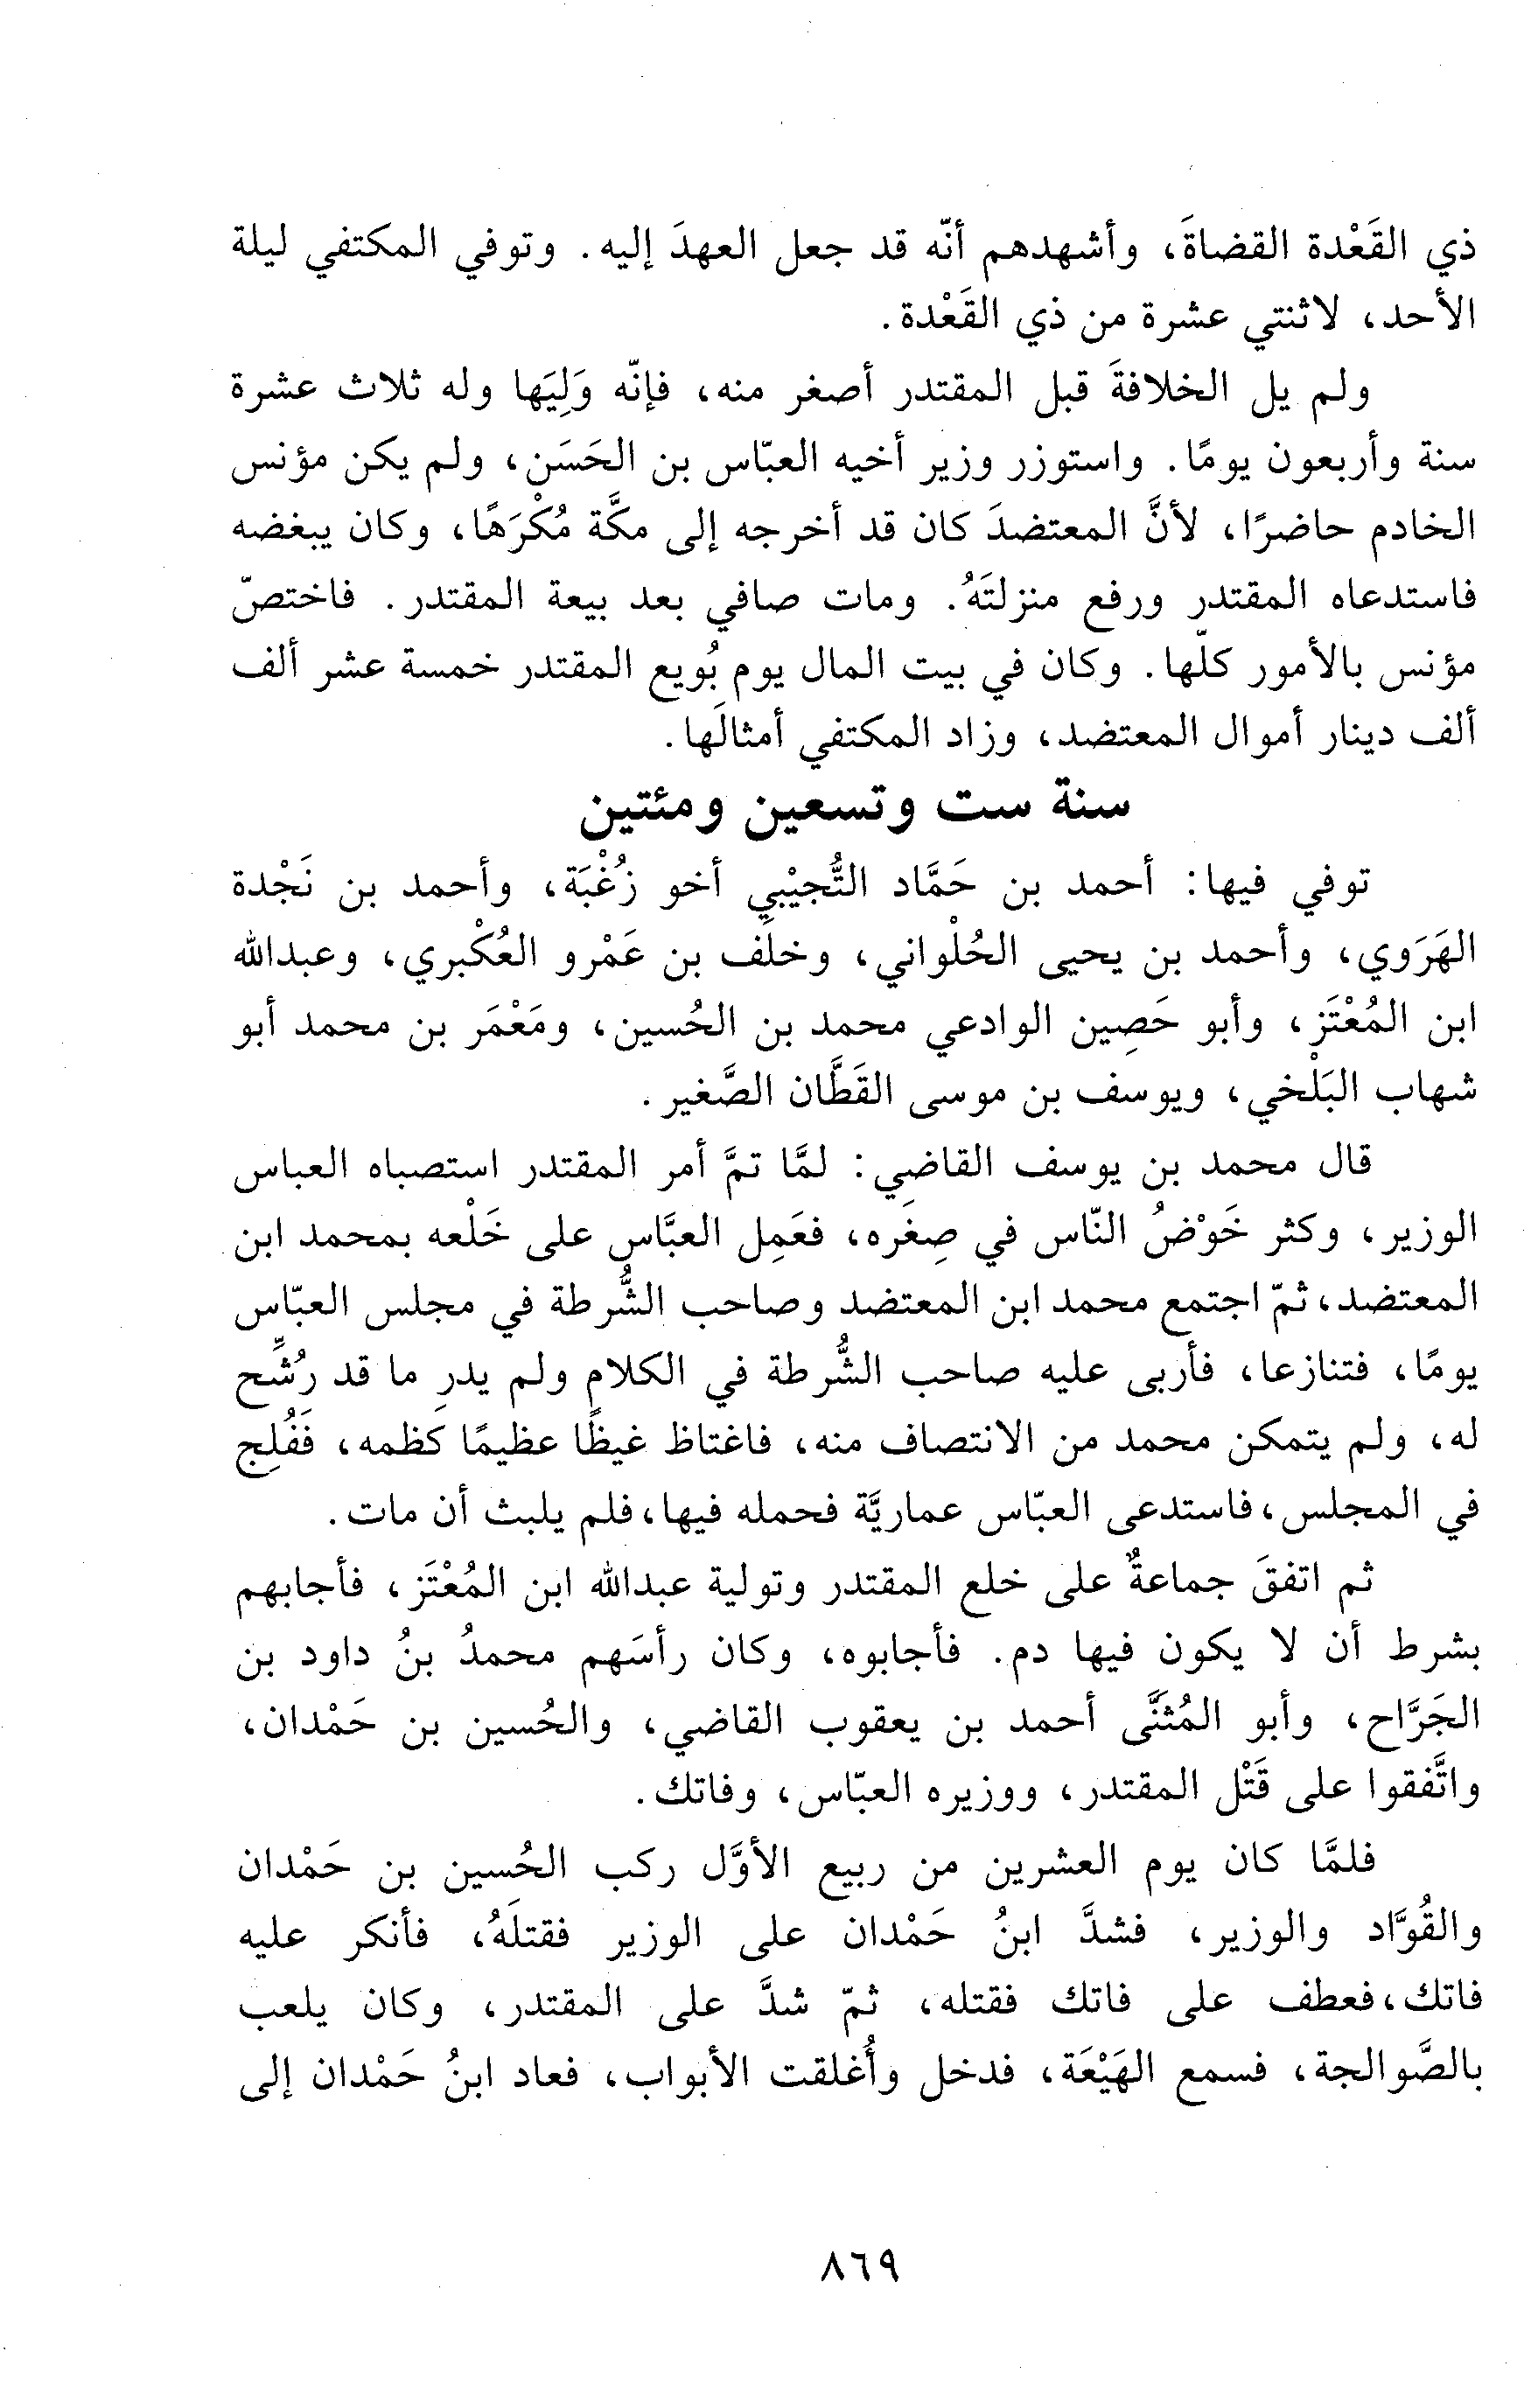 ذي القَعْدة القضاةَ، وأشهدهم أنّه قد جعل العهدَ إليه. وتوفي المكتفي ليلة
الأحد، لاثنتي عشرة من ذي القَعْدة.
ولم يل الخلافةَ قبل المقتدر أصغر منه، فإنّه وَلِيَها وله ثلاث عشرة
سنة وأربعون يومًا. واستوزر وزير أخيه العبّاس بن الحَسَن، ولم يكن مؤنس
الخادم حاضرًا، لأنَّ المعتضدَ كان قد أخرجه إلى مكَّة مُكْرَهًا، وكان يبغضه
فاستدعاه المقتدر ورفع منزلتَهُ. ومات صافي بعد بيعة المقتدر. فاختصّ
مؤنس بالأمور كلّها. وكان في بيت المال يوم بُويع المقتدر خمسة عشر ألف
ألف دينار أموال المعتضد، وزاد المكتفي أمثالَها.
سنة ست وتسعين ومئتين
توفي فيها: أحمد بن حَمَّاد التُّجيْبي أخو زُغْبَة، وأحمد بن نَجْدة
الهَرَوي، وأحمد بن يحيى الحُلْواني، وخلَف بن عَمْرو العُكْبري، وعبدالله
ابن المُعْتَز، وأبو حَصِين الوادعي محمد بن الحُسين، ومَعْمَر بن محمد أبو
شهاب البَلْخي، ويوسف بن موسى القَطَّان الصَّغير.
قال محمد بن يوسف القاضي: لمَّا تمَّ أمر المقتدر استصباه العباس
الوزير، وكثر خَوْضُ النّاس في صِغَره، فعَمِل العبَّاس على خَلْعه بمحمد ابن
المعتضد، ثمّ اجتمع محمد ابن المعتضد وصاحب الشُّرطة في مجلس العبّاس
يومًا، فتنازعا، فأربى عليه صاحب الشُّرطة في الكلام ولم يدرِ ما قد رُشِّح
له، ولم يتمكن محمد من الانتصاف منه، فاغتاظ غيظًا عظيمًا كَظمه، فَفُلِج
في المجلس، فاستدعى العبّاس عماريَّة فحمله فيها، فلم يلبث أن مات.
ثم اتفقَ جماعةٌ على خلع المقتدر وتولية عبدالله ابن المُعْتَز، فأجابهم
بشرط أن لا يكون فيها دم. فأجابوه، وكان رأسَهم محمدُ بنُ داود بن
الجَرَّاح، وأبو المُثَنَّى أحمد بن يعقوب القاضي، والحُسين بن حَمْدان،
واتَّفقوا على قَتْل المقتدر، ووزيره العبّاس، وفاتك.
فلمَّا كان يوم العشرين من ربيع الأوَّل ركب الحُسين بن حَمْدان
والقُوَّاد والوزير، فشدَّ ابنُ حَمْدان على الوزير فقتلَهُ، فأنكر عليه
فاتك، فعطف على فاتك فقتله، ثمّ شدَّ على المقتدر، وكان يلعب
بالصَّوالجة، فسمع الهَيْعَة، فدخل وأُغلقت الأبواب، فعاد ابنُ حَمْدان إلى
٨٦٩